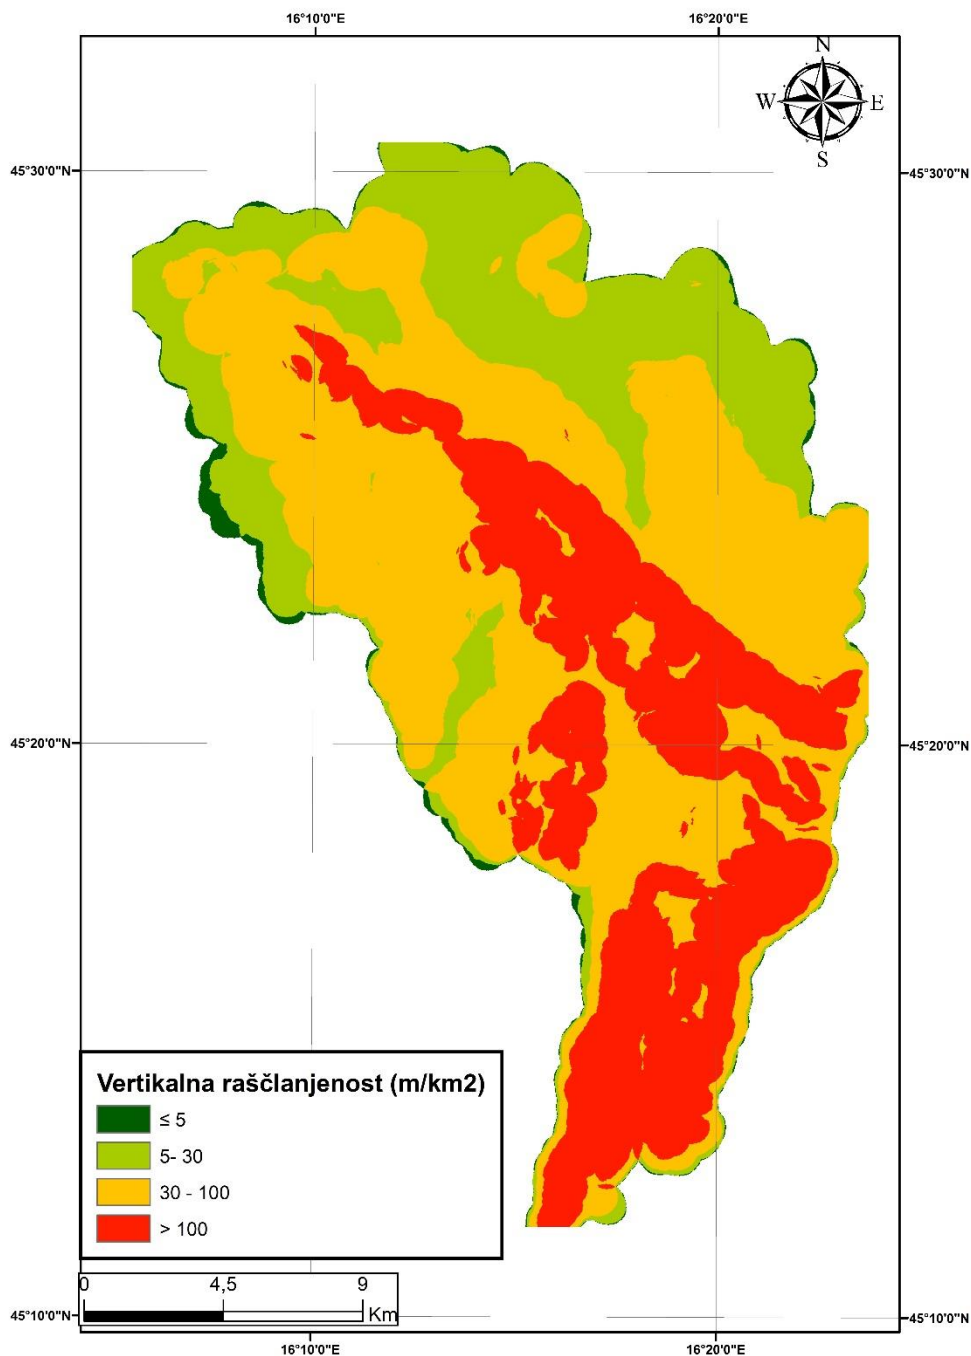 16°10'0"E
16°20'0"E
N
W
E
S
45°30'0"N
45°30'0"N
45°20'0"N
45°20'0"N
Vertikalna raščlanjenost (m/km2)
≤ 5
5- 30
30 - 100
> 100
0
4,5
9
Km
45°10'0"N
45°10'0"N
16°10'0"E
16°20'0"E